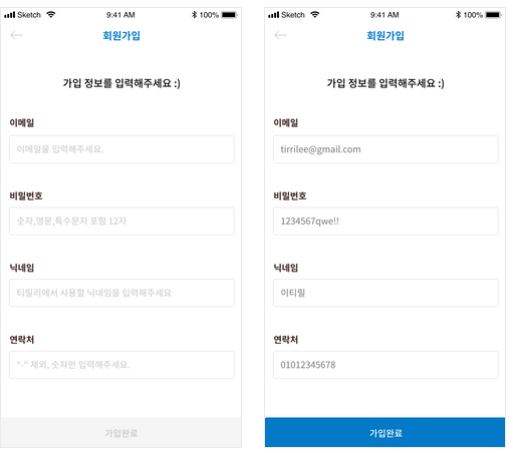 Sketch 9:41 AM 100%
회원가입
가입 정보를 입력해주세요 :)
이메일
이메일을 입력해주세요.
비밀번호
숫자,영문,특수문자 포함 12자
닉네임
티릴리에서 사용할 닉네임을 입력해주세요
연락처
"-" 제외, 숫자만 입력해주세요.
가입완료
Sketch 9:41 AM 100%
회원가입
가입 정보를 입력해주세요 :)
이메일
tirrilee@gmail.com
비밀번호
1234567qwe!!
닉네임
이티릴
연락처
01012345678
가입완료